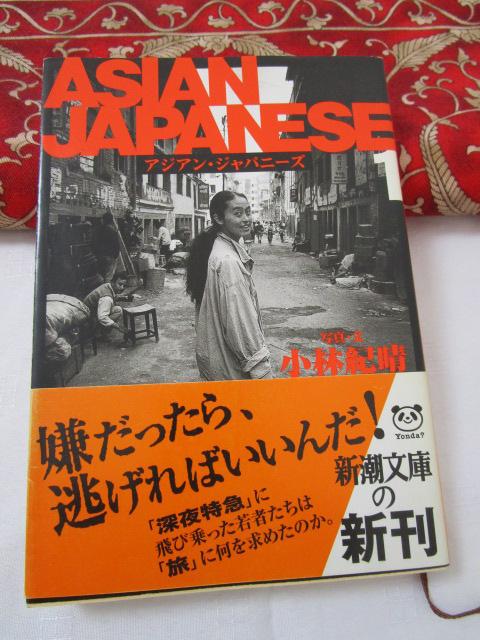 ASIAN
JAPANESE
アジアン・ジャパニーズ
1
写真・文
小林紀晴
嫌だったら、
逃げればいいんだ!
「深夜特急」に
飛び乗った若者たちは
「旅」に何を求めたのか。
Yonda?
新潮文庫
の
新刊